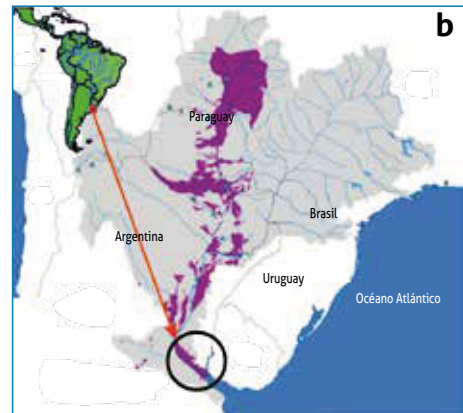 b
Paraguay
Brasil
Argentina
Uruguay
Océano Atlántico